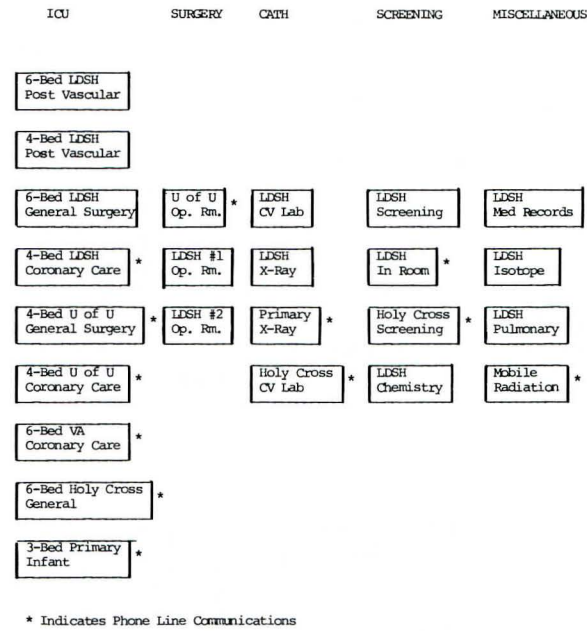 ICU SURGERY CATH SCREENING MISCELLANEOUS
6-Bed LDSH
Post Vascular
4-Bed LDSH
Post Vascular
6-Bed LDSH
General Surgery
U of U
Op. Rm. *
LDSH
CV Lab
LDSH
Screening
LDSH
Med Records
4-Bed LDSH
Coronary Care *
LDSH #1
Op. Rm.
LDSH
X-Ray
LDSH
In Room *
LDSH
Isotope
4-Bed U of U
General Surgery *
LDSH #2
Op. Rm.
Primary
X-Ray *
Holy Cross
Screening *
LDSH
Pulmonary
4-Bed U of U
Coronary Care *
Holy Cross
CV Lab *
LDSH
Chemistry
Mobile
Radiation *
6-Bed VA
Coronary Care *
6-Bed Holy Cross
General *
3-Bed Primary
Infant *
* Indicates Phone Line Communications